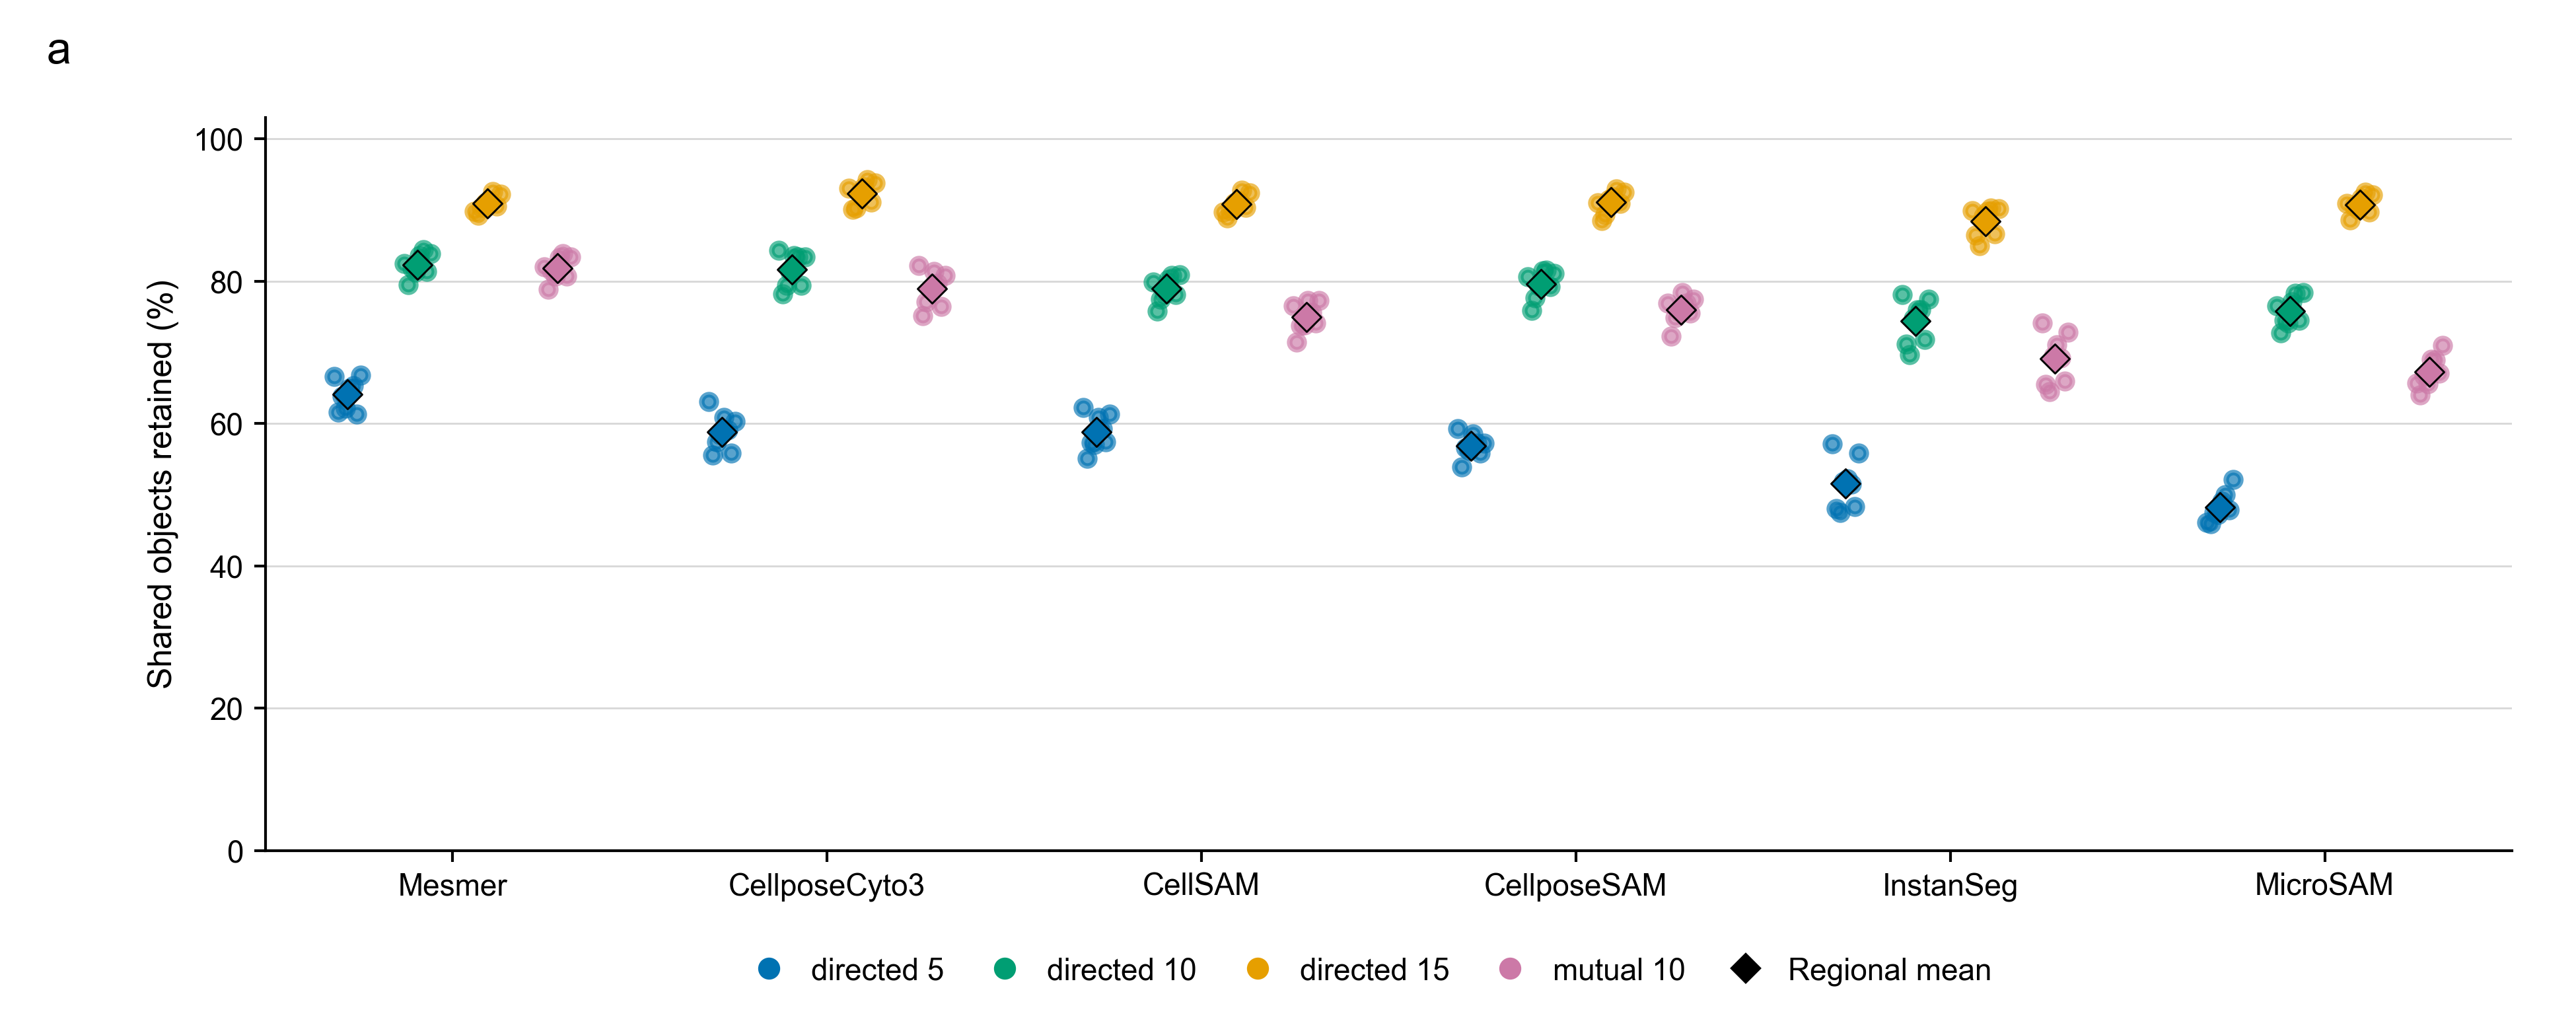 a
Shared objects retained (%)
100
80
60
40
20
0
Mesmer CellposeCyto3 CellSAM CellposeSAM InstanSeg MicroSAM
directed 5 directed 10 directed 15 mutual 10 Regional mean